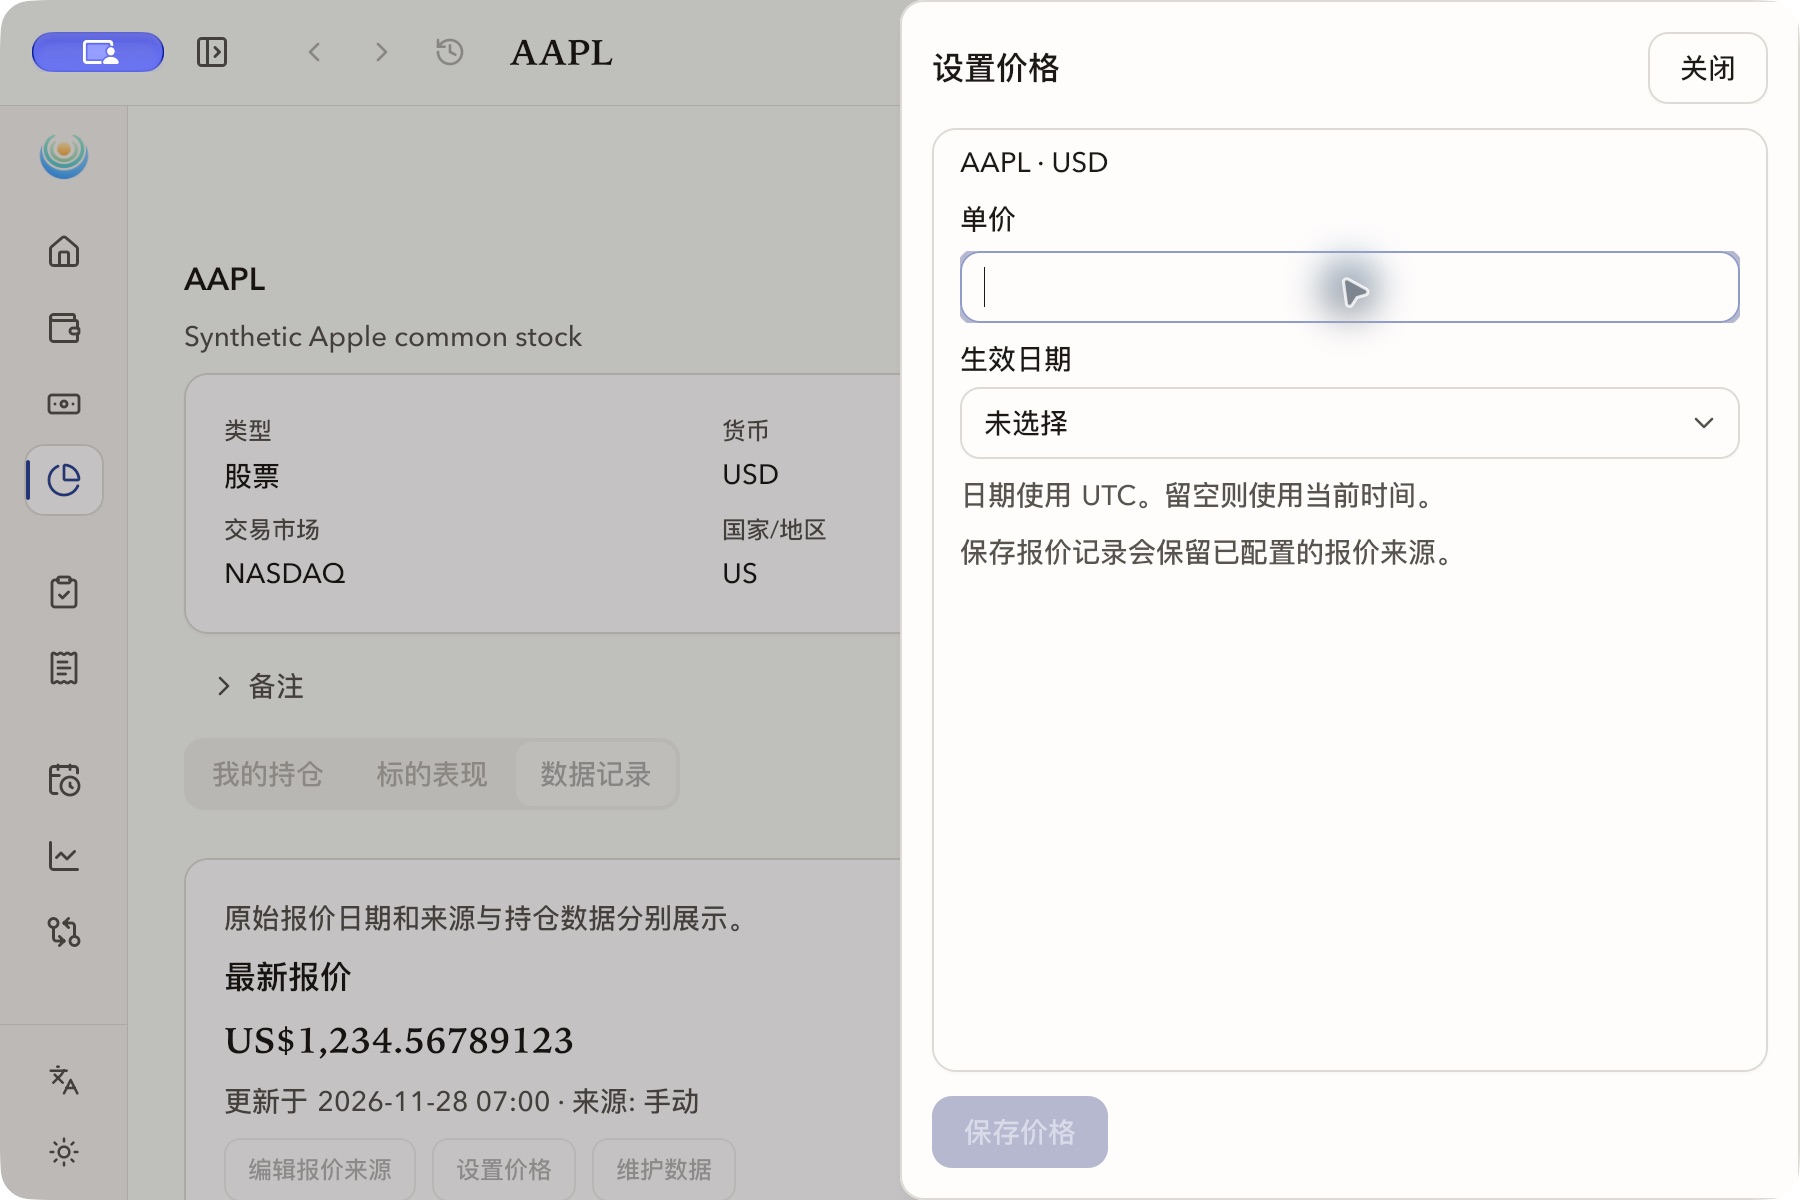 AAPL
设置价格
关闭
AAPL · USD
单价
生效日期
未选择
日期使用 UTC。留空则使用当前时间。
保存报价记录会保留已配置的报价来源。
保存价格
AAPL
Synthetic Apple common stock
类型
货币
股票
USD
交易市场
国家/地区
NASDAQ
US
备注
我的持仓
标的表现
数据记录
原始报价日期和来源与持仓数据分别展示。
最新报价
US$1,234.56789123
更新于 2026-11-28 07:00 · 来源: 手动
编辑报价来源
设置价格
维护数据